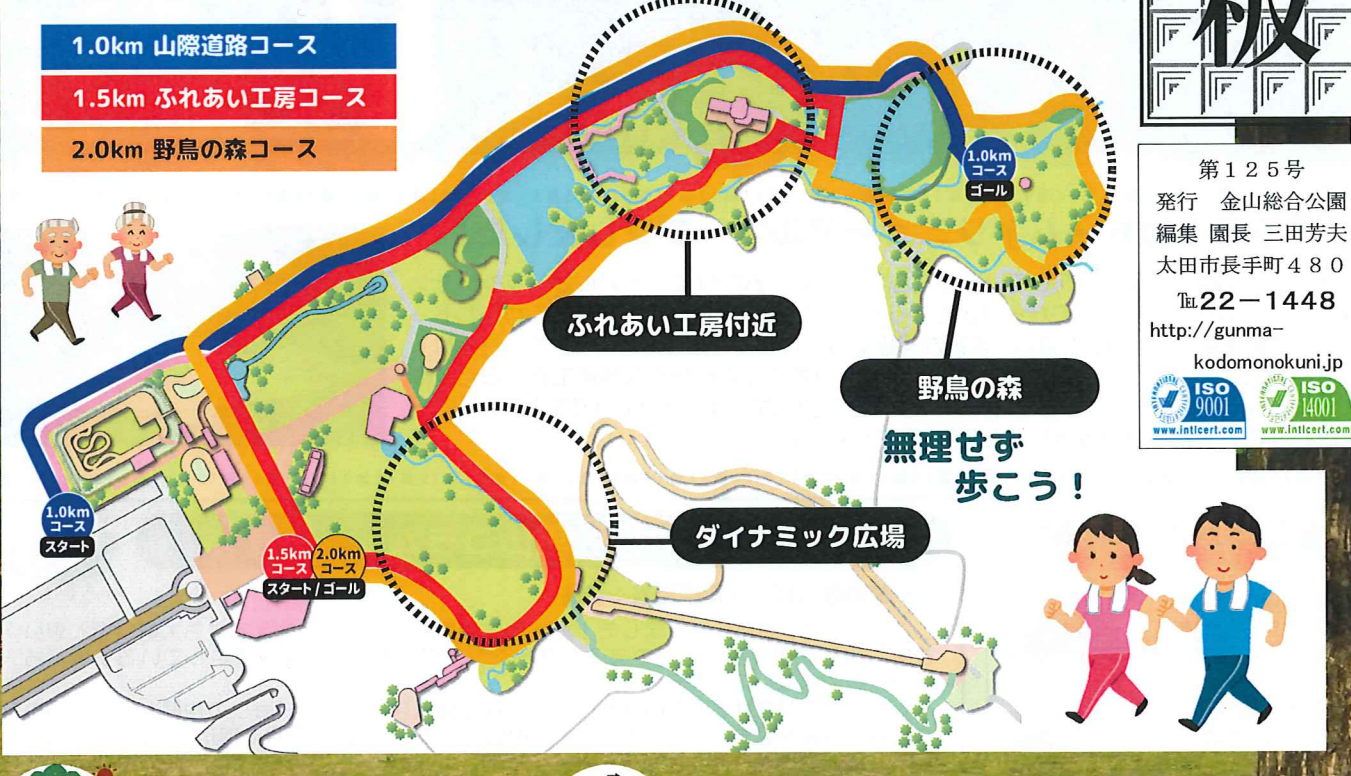 1.0km 山際道路コース
1.5km ふれあい工房コース
2.0km 野鳥の森コース
板
第125号
発行 金山総合公園
編集 園長 三田芳夫
太田市長手町480
℡22－1448
http://gunma-
kodomonokuni.jp
ISO
9001
www.intlcert.com
ISO
14001
www.intlcert.com
1.0km
コース
ゴール
ふれあい工房付近
野鳥の森
無理せず
歩こう！
ダイナミック広場
1.0km
コース
スタート
1.5km
コース
2.0km
コース
スタート/ゴール